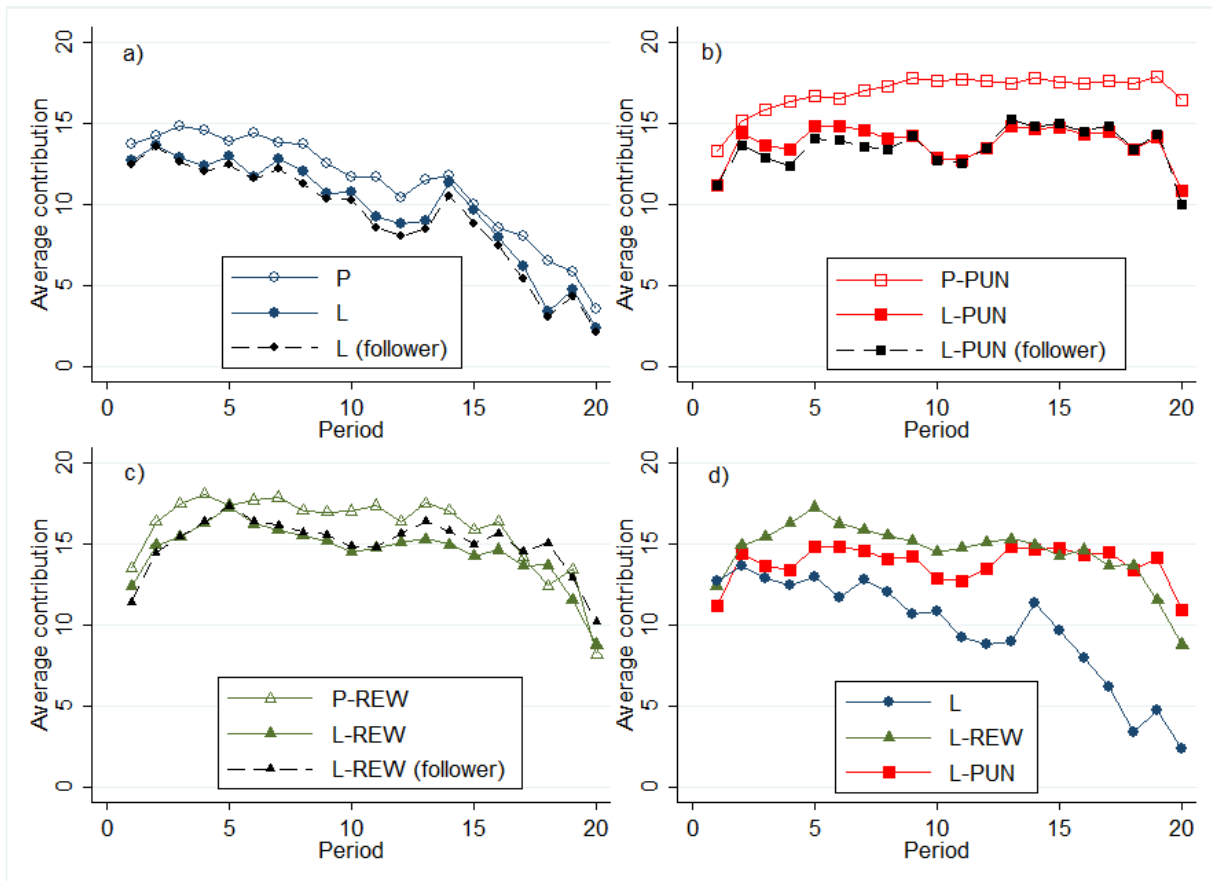 a)
Average contribution
20
15
10
5
0
P
L
L (follower)
0 5 10 15 20
Period
b)
Average contribution
20
15
10
5
0
P-PUN
L-PUN
L-PUN (follower)
0 5 10 15 20
Period
c)
Average contribution
20
15
10
5
0
P-REW
L-REW
L-REW (follower)
0 5 10 15 20
Period
d)
Average contribution
20
15
10
5
0
L
L-REW
L-PUN
0 5 10 15 20
Period